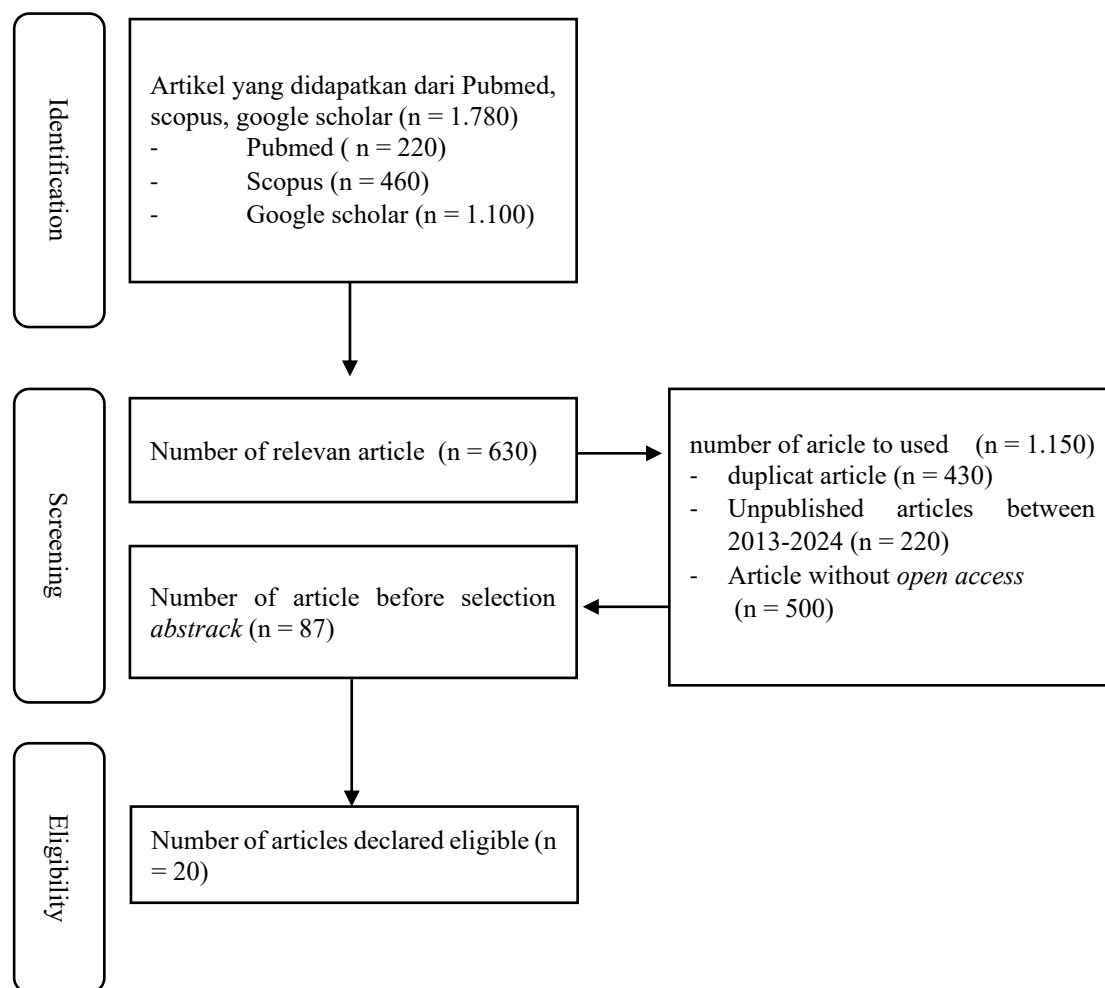 Identification
Artikel yang didapatkan dari Pubmed,
scopus, google scholar (n = 1.780)
- Pubmed ( n = 220)
- Scopus (n = 460)
- Google scholar (n = 1.100)
Screening
Number of relevan article (n = 630)
number of aricle to used (n = 1.150)
- duplicat article (n = 430)
- Unpublished articles between
2013-2024 (n = 220)
- Article without open access
(n = 500)
Number of article before selection
abstrack (n = 87)
Eligibility
Number of articles declared eligible (n
= 20)